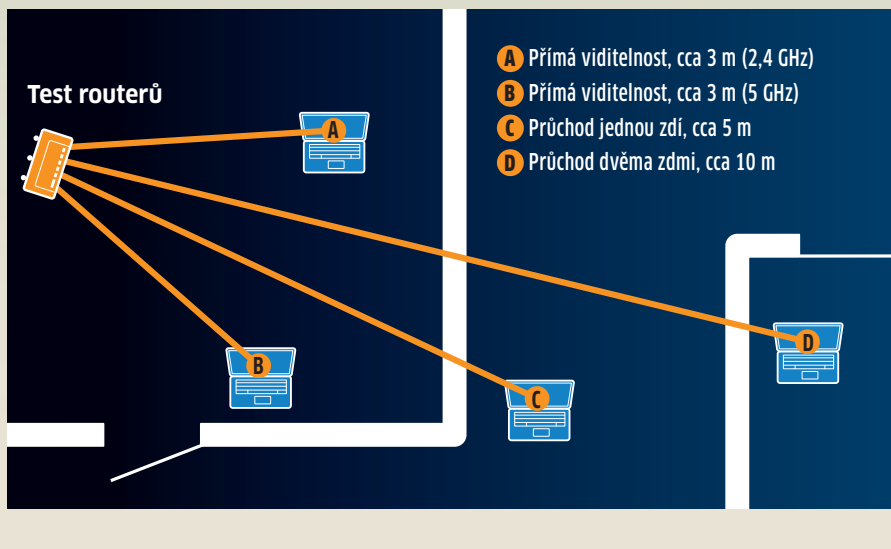 Test routerů
A Přímá viditelnost, cca 3 m (2,4 GHz)
B Přímá viditelnost, cca 3 m (5 GHz)
C Průchod jednou zdí, cca 5 m
D Průchod dvěma zdmi, cca 10 m
A
B
C
D